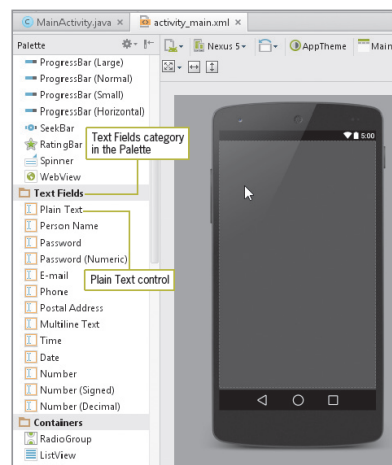 MainActivity.java ×
activity_main.xml ×
Palette
Nexus 5
AppTheme
Main
ProgressBar (Large)
ProgressBar (Normal)
ProgressBar (Small)
ProgressBar (Horizontal)
SeekBar
RatingBar
Spinner
WebView
Text Fields category
in the Palette
5:00
Text Fields
Plain Text
Person Name
Password
Password (Numeric)
E-mail
Plain Text control
Phone
Postal Address
Multiline Text
Time
Date
Number
Number (Signed)
Number (Decimal)
Containers
RadioGroup
ListView